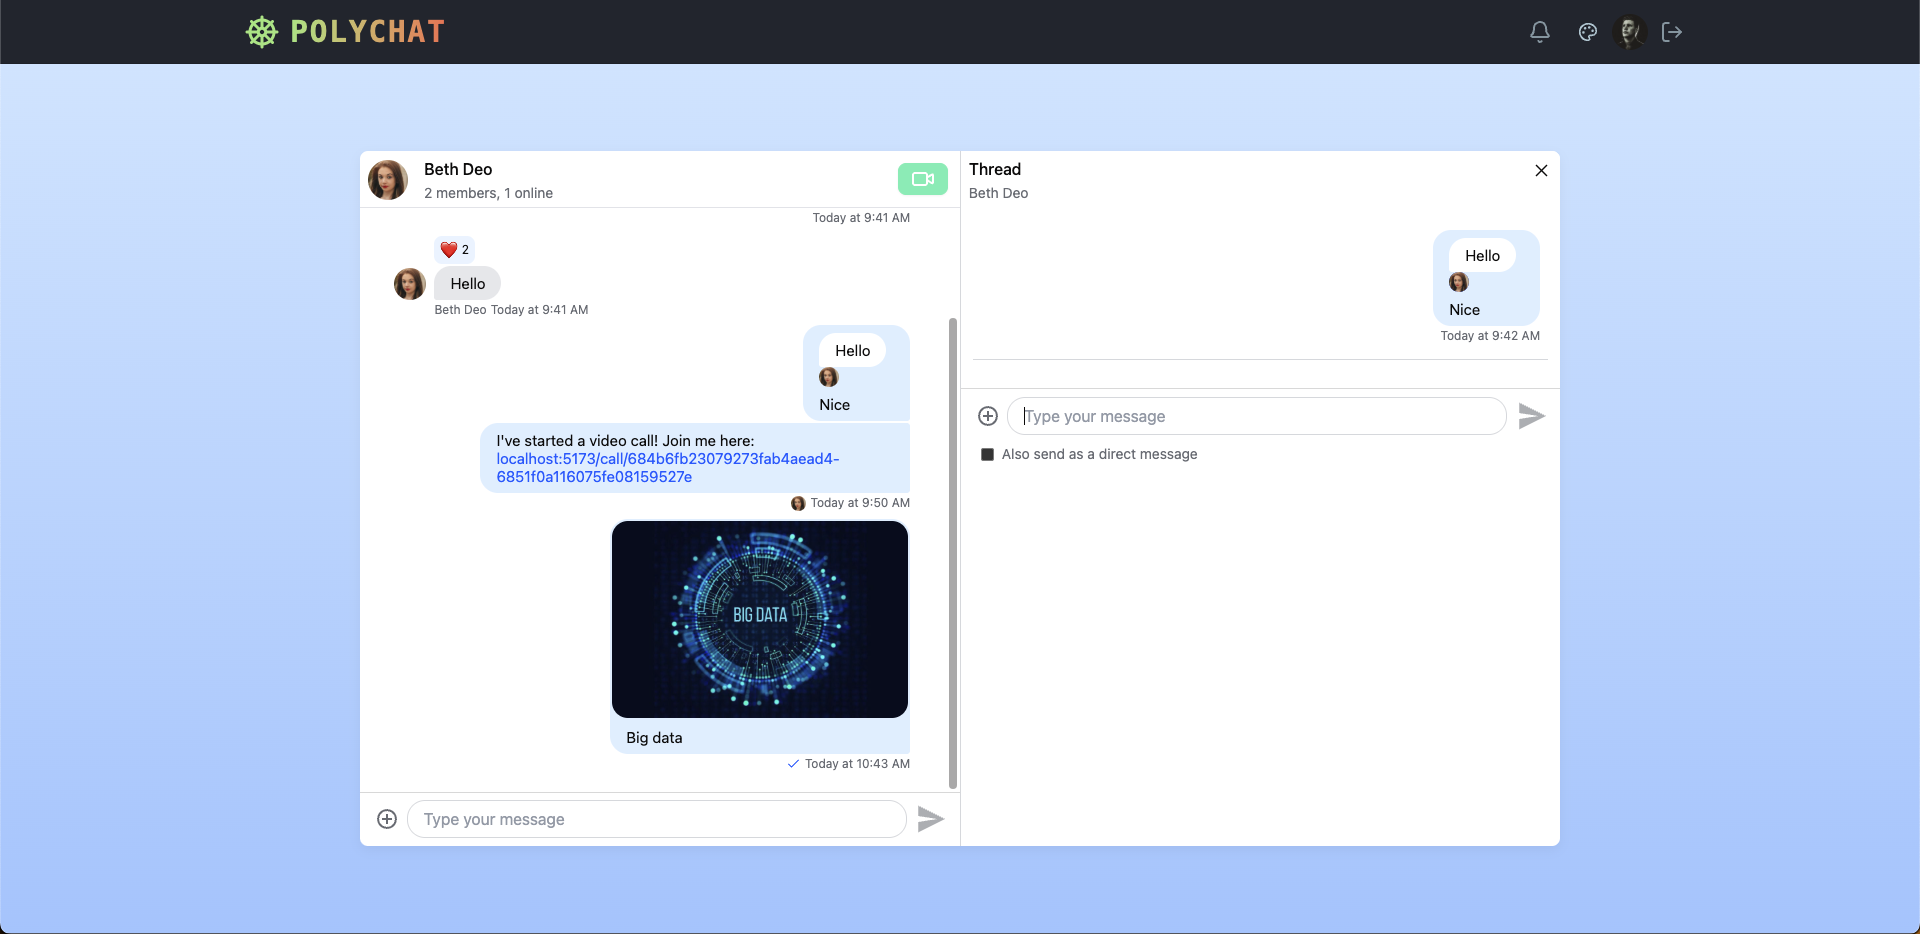 POLYCHAT
Beth Deo
2 members, 1 online
Today at 9:41 AM
2
Hello
Beth Deo Today at 9:41 AM
Hello
Nice
I've started a video call! Join me here:
localhost:5173/call/684b6fb23079273fab4aead4-
6851f0a116075fe08159527e
Today at 9:50 AM
BIG DATA
Big data
Today at 10:43 AM
Type your message
Thread
Beth Deo
Hello
Nice
Today at 9:42 AM
Type your message
Also send as a direct message